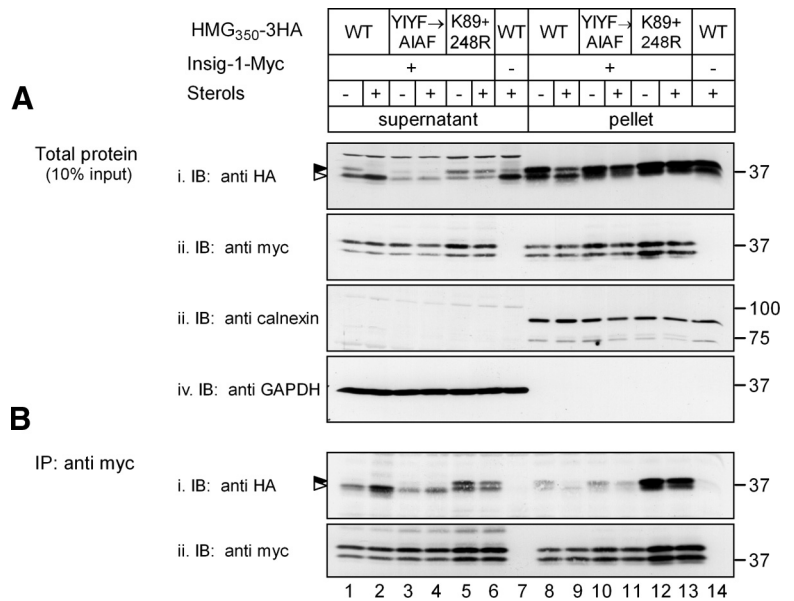 HMG350-3HA WT YIYF→ AIAF K89+ 248R WT WT YIYF→ AIAF K89+ 248R WT
Insig-1-Myc + - + -
Sterols - + - + - + + - + - + - + +
supernatant pellet
A
Total protein
(10% input)
i. IB: anti HA 37
ii. IB: anti myc 37
ii. IB: anti calnexin 100
75
iv. IB: anti GAPDH 37
B
IP: anti myc
i. IB: anti HA 37
ii. IB: anti myc 37
1 2 3 4 5 6 7 8 9 10 11 12 13 14